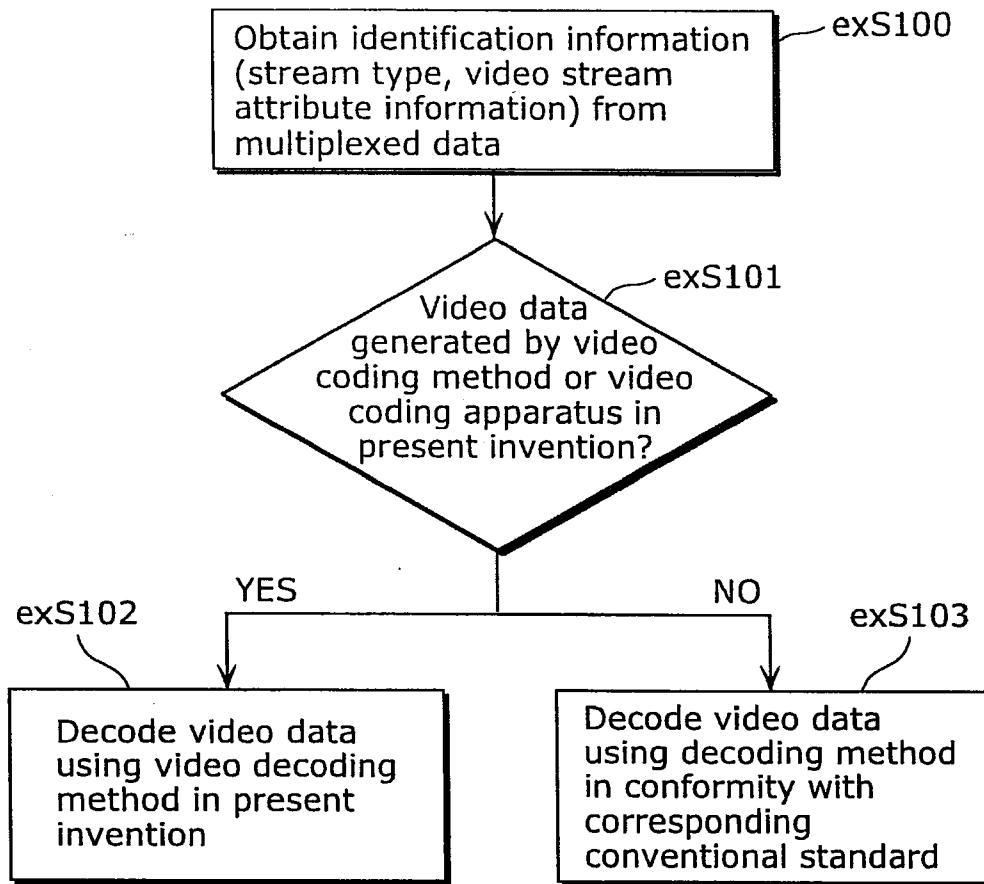 exS100
Obtain identification information
(stream type, video stream
attribute information) from
multiplexed data
exS101
Video data
generated by video
coding method or video
coding apparatus in
present invention?
YES
NO
exS102
exS103
Decode video data
using video decoding
method in present
invention
Decode video data
using decoding method
in conformity with
corresponding
conventional standard